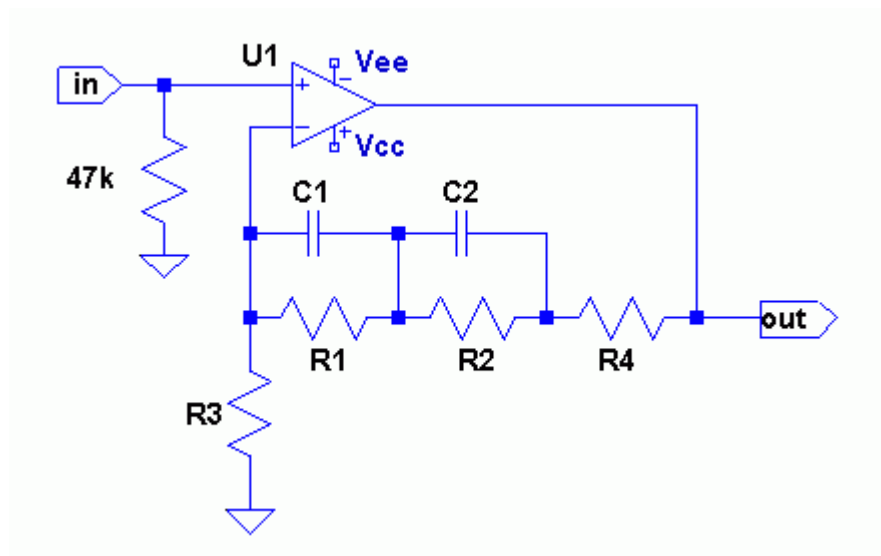 U1
Vee
in
+
-
-
+
Vcc
47k
C1
C2
out
R1
R2
R4
R3